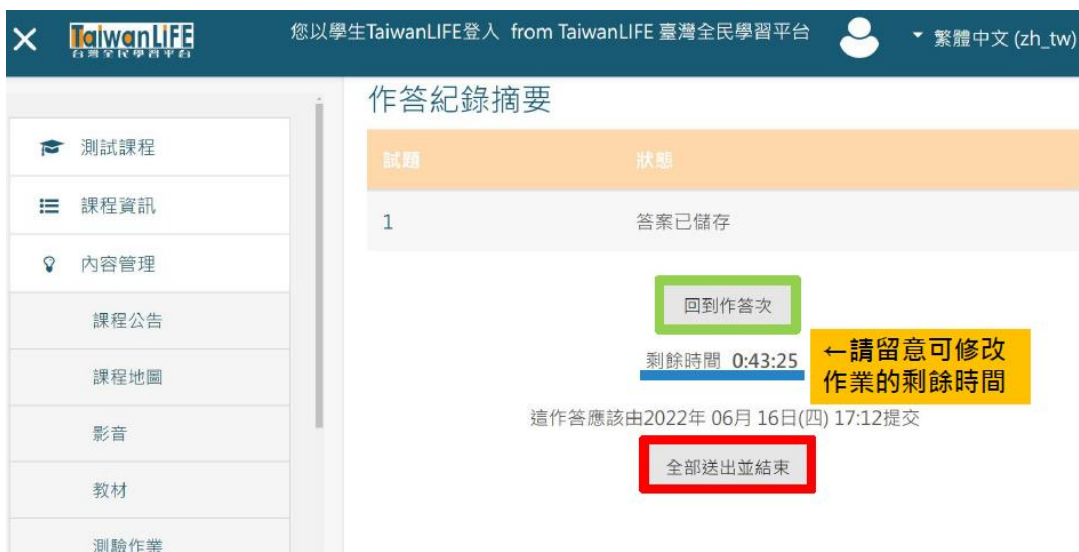 TaiwanLIFE
台灣全民學習平台
您以學生TaiwanLIFE登入 from TaiwanLIFE 臺灣全民學習平台
繁體中文 (zh_tw)
測試課程
課程資訊
內容管理
課程公告
課程地圖
影音
教材
測驗作業
作答紀錄摘要
試題 狀態
1 答案已儲存
回到作答次
剩餘時間 0:43:25
←請留意可修改
作業的剩餘時間
這作答應該由2022年 06月 16日(四) 17:12提交
全部送出並結束